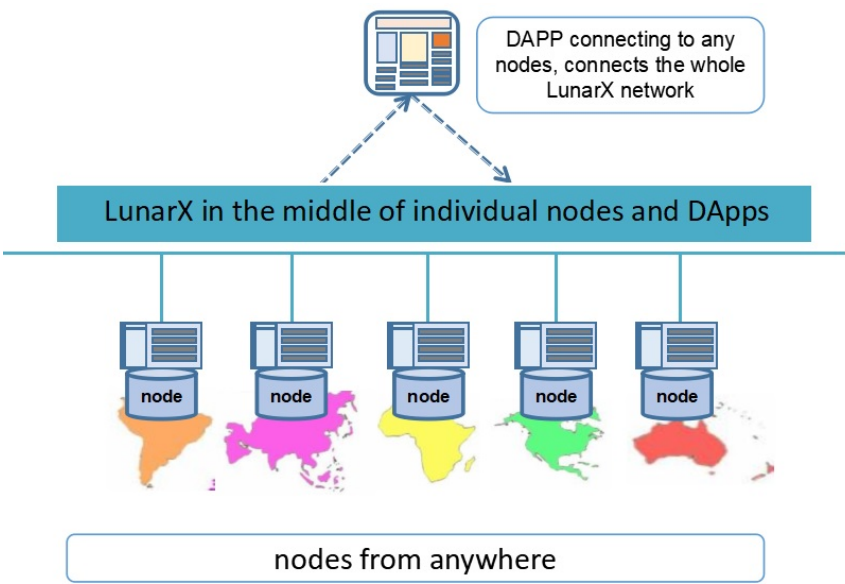 DAPP connecting to any
nodes, connects the whole
LunarX network
LunarX in the middle of individual nodes and DApps
node
node
node
node
node
nodes from anywhere